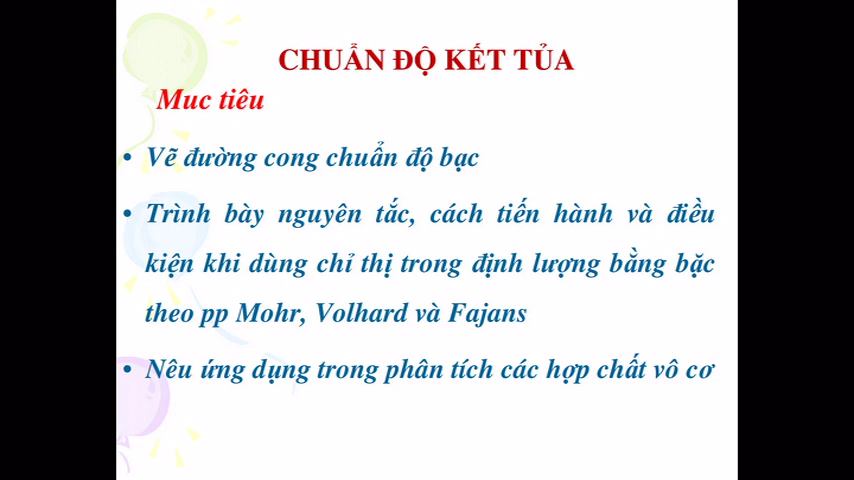 CHUẨN ĐỘ KẾT TỦA
Muc tiêu
• Vẽ đường cong chuẩn độ bạc
• Trình bày nguyên tắc, cách tiến hành và điều
kiện khi dùng chỉ thị trong định lượng bằng bặc
theo pp Mohr, Volhard và Fajans
• Nêu ứng dụng trong phân tích các hợp chất vô cơ